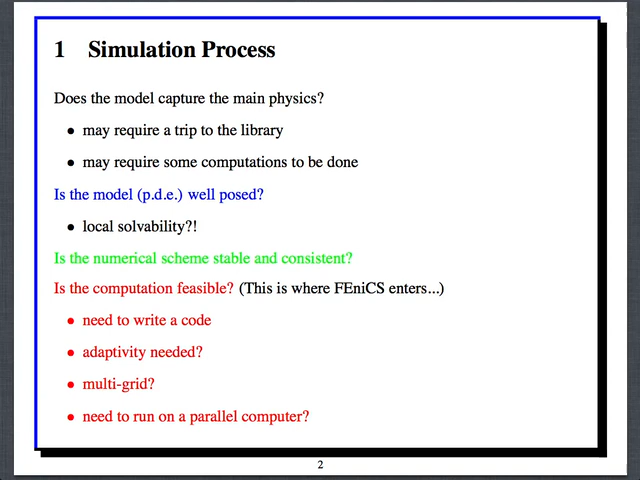 1 Simulation Process
Does the model capture the main physics?
• may require a trip to the library
• may require some computations to be done
Is the model (p.d.e.) well posed?
• local solvability?!
Is the numerical scheme stable and consistent?
Is the computation feasible? (This is where FEniCS enters...)
• need to write a code
• adaptivity needed?
• multi-grid?
• need to run on a parallel computer?
2